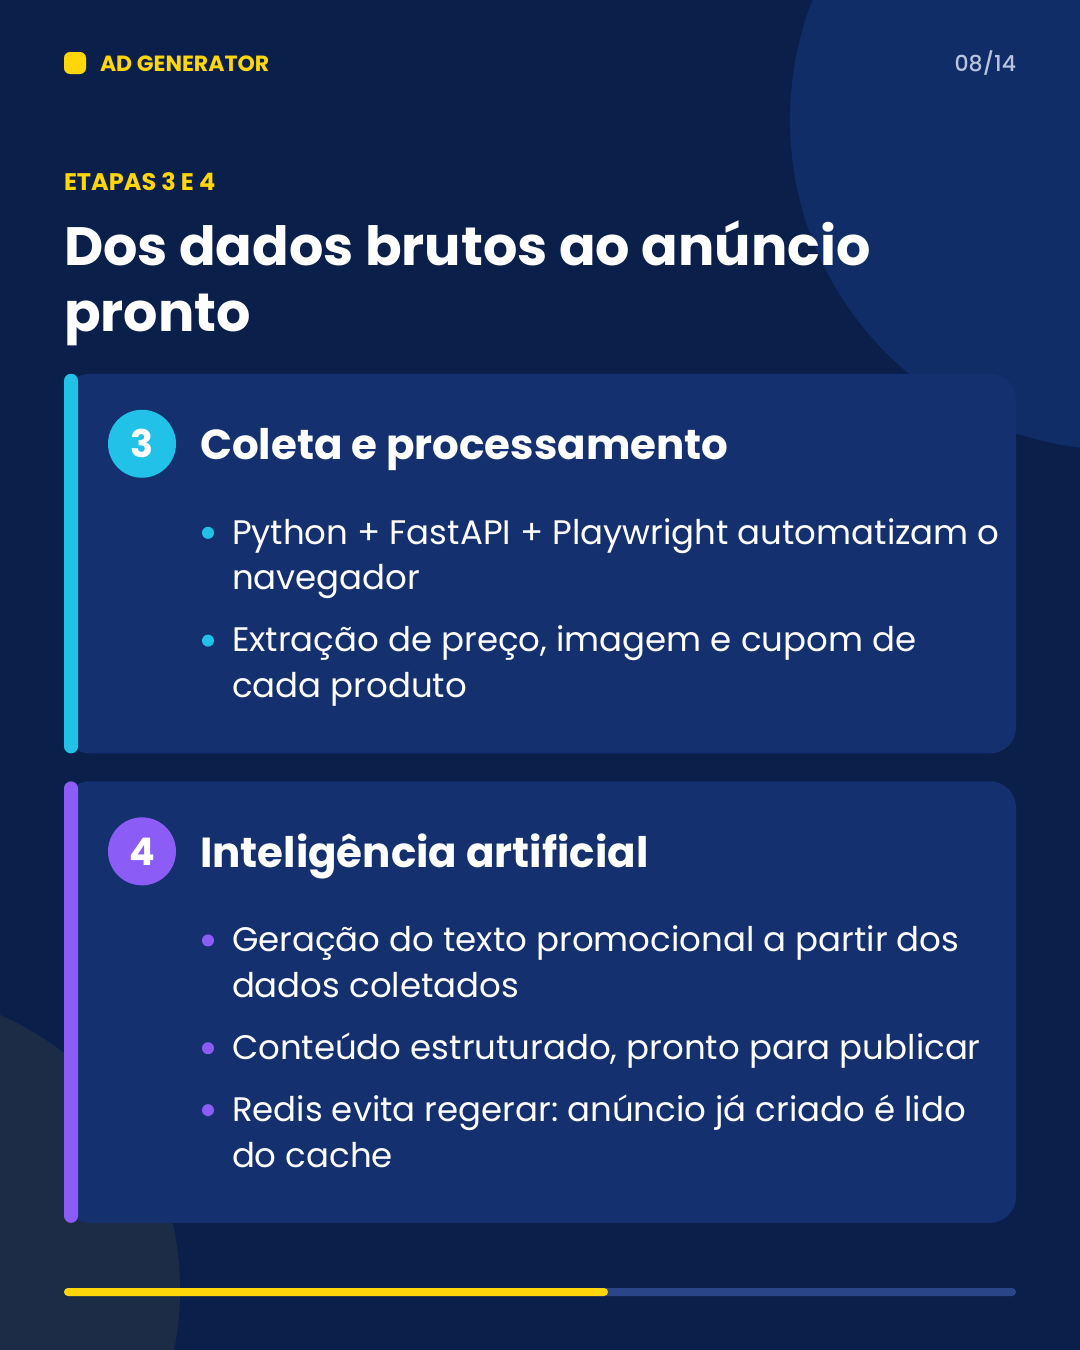 AD GENERATOR
08/14
ETAPAS 3 E 4
Dos dados brutos ao anúncio
pronto
3
Coleta e processamento
• Python + FastAPI + Playwright automatizam o
navegador
• Extração de preço, imagem e cupom de
cada produto
4
Inteligência artificial
• Geração do texto promocional a partir dos
dados coletados
• Conteúdo estruturado, pronto para publicar
• Redis evita regerar: anúncio já criado é lido
do cache